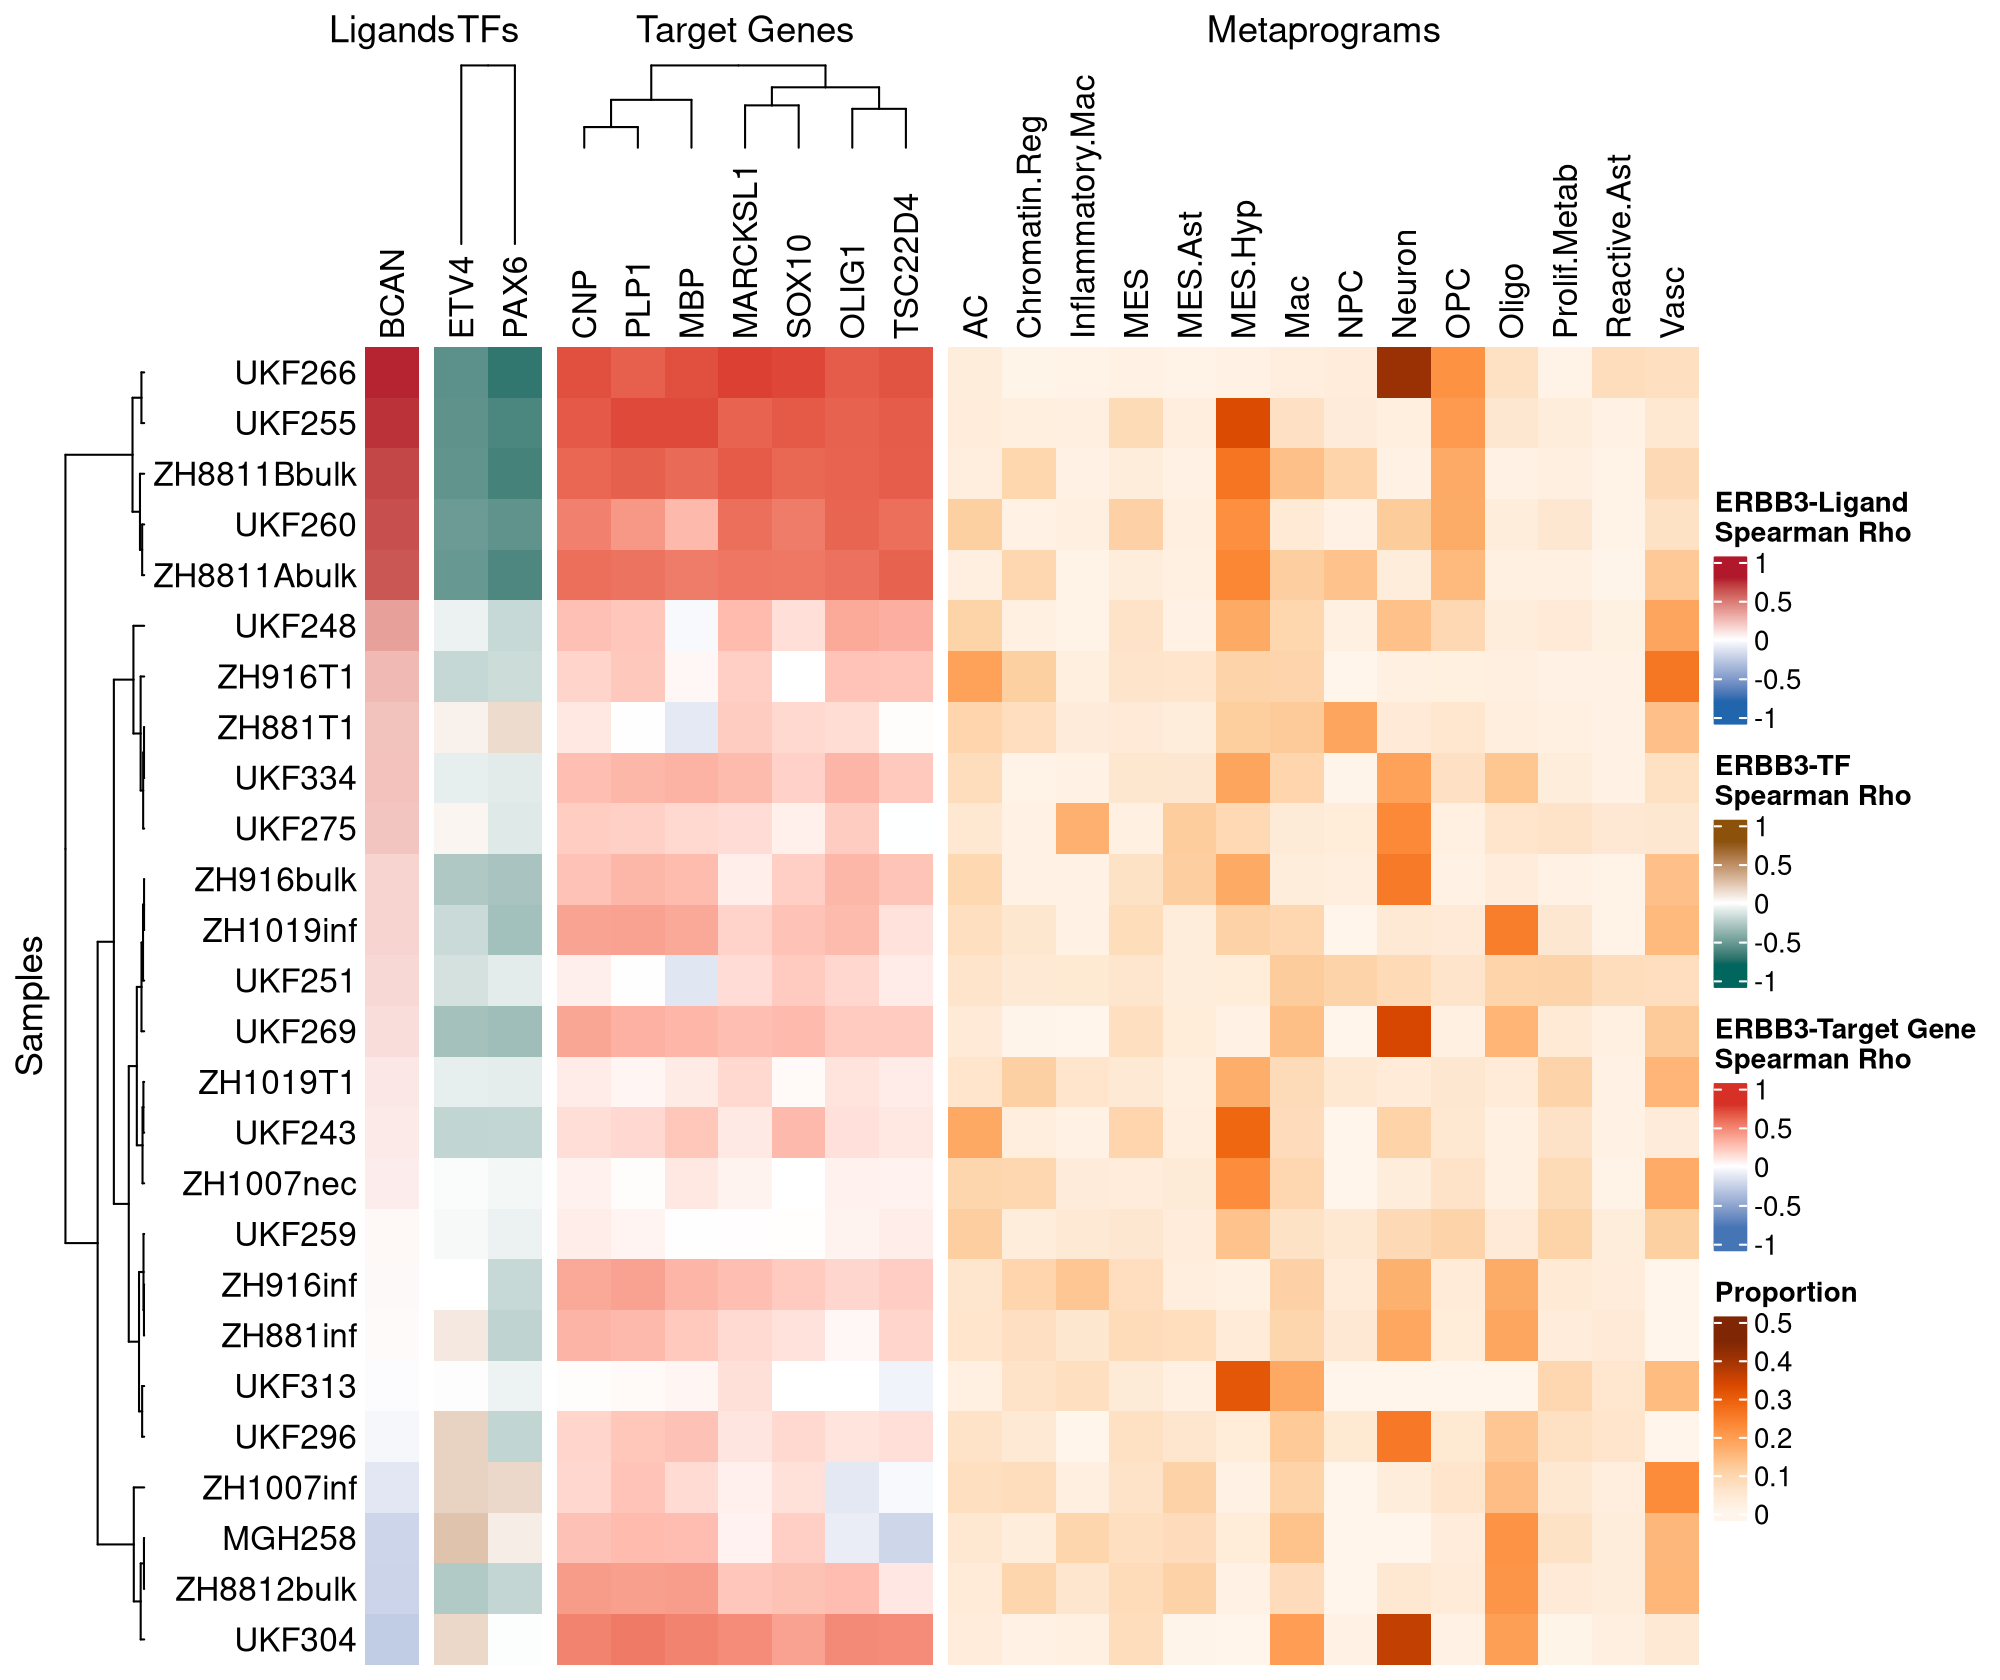 LigandsTFs
Target Genes
Metaprograms
BCAN
ETV4
PAX6
CNP
PLP1
MBP
MARCKSL1
SOX10
OLIG1
TSC22D4
AC
Chromatin.Reg
Inflammatory.Mac
MES
MES.Ast
MES.Hyp
Mac
NPC
Neuron
OPC
Oligo
Prolif.Metab
Reactive.Ast
Vasc
Samples
UKF266
UKF255
ZH8811Bbulk
UKF260
ZH8811Abulk
UKF248
ZH916T1
ZH881T1
UKF334
UKF275
ZH916bulk
ZH1019inf
UKF251
UKF269
ZH1019T1
UKF243
ZH1007nec
UKF259
ZH916inf
ZH881inf
UKF313
UKF296
ZH1007inf
MGH258
ZH8812bulk
UKF304
ERBB3-Ligand
Spearman Rho
1
0.5
0
-0.5
-1
ERBB3-TF
Spearman Rho
1
0.5
0
-0.5
-1
ERBB3-Target Gene
Spearman Rho
1
0.5
0
-0.5
-1
Proportion
0.5
0.4
0.3
0.2
0.1
0